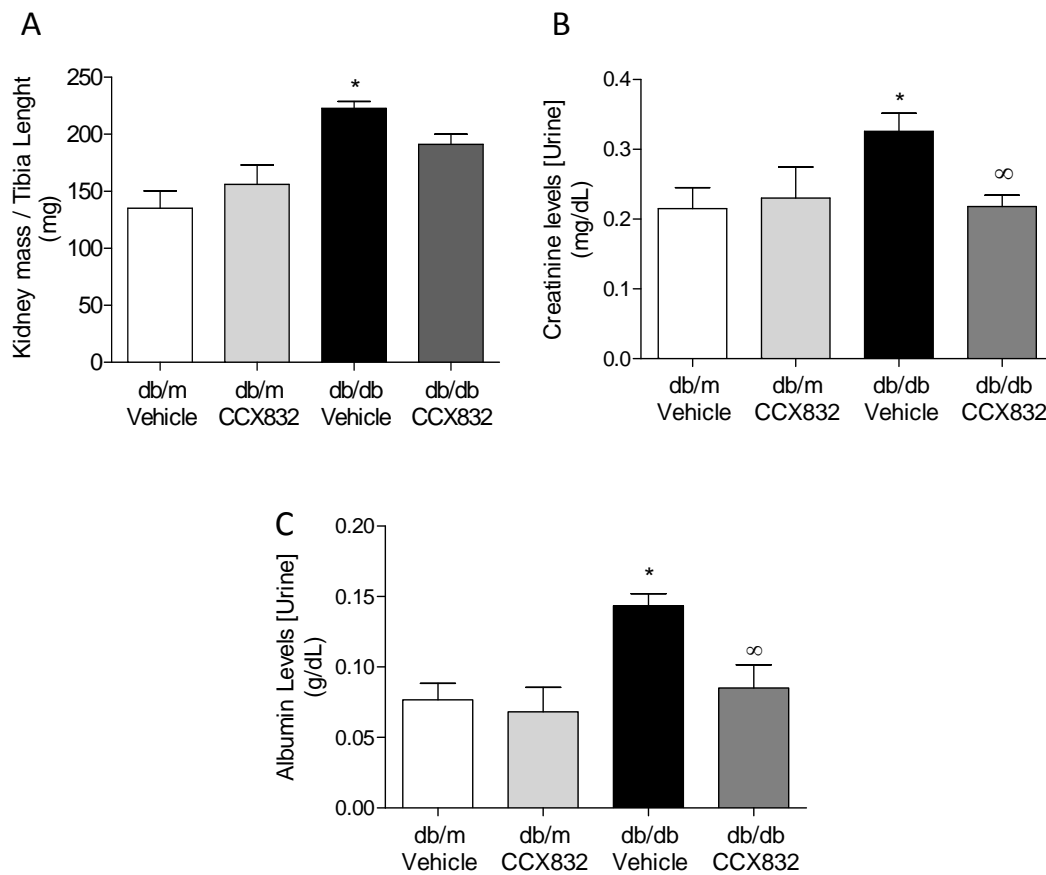 A
Kidney mass / Tibia Lenght
(mg)
250
200
150
100
50
0
*
db/m
Vehicle
db/m
CCX832
db/db
Vehicle
db/db
CCX832
B
Creatinine levels [Urine]
(mg/dL)
0.4
0.3
0.2
0.1
0.0
*
∞
db/m
Vehicle
db/m
CCX832
db/db
Vehicle
db/db
CCX832
C
Albumin Levels [Urine]
(g/dL)
0.20
0.15
0.10
0.05
0.00
*
∞
db/m
Vehicle
db/m
CCX832
db/db
Vehicle
db/db
CCX832